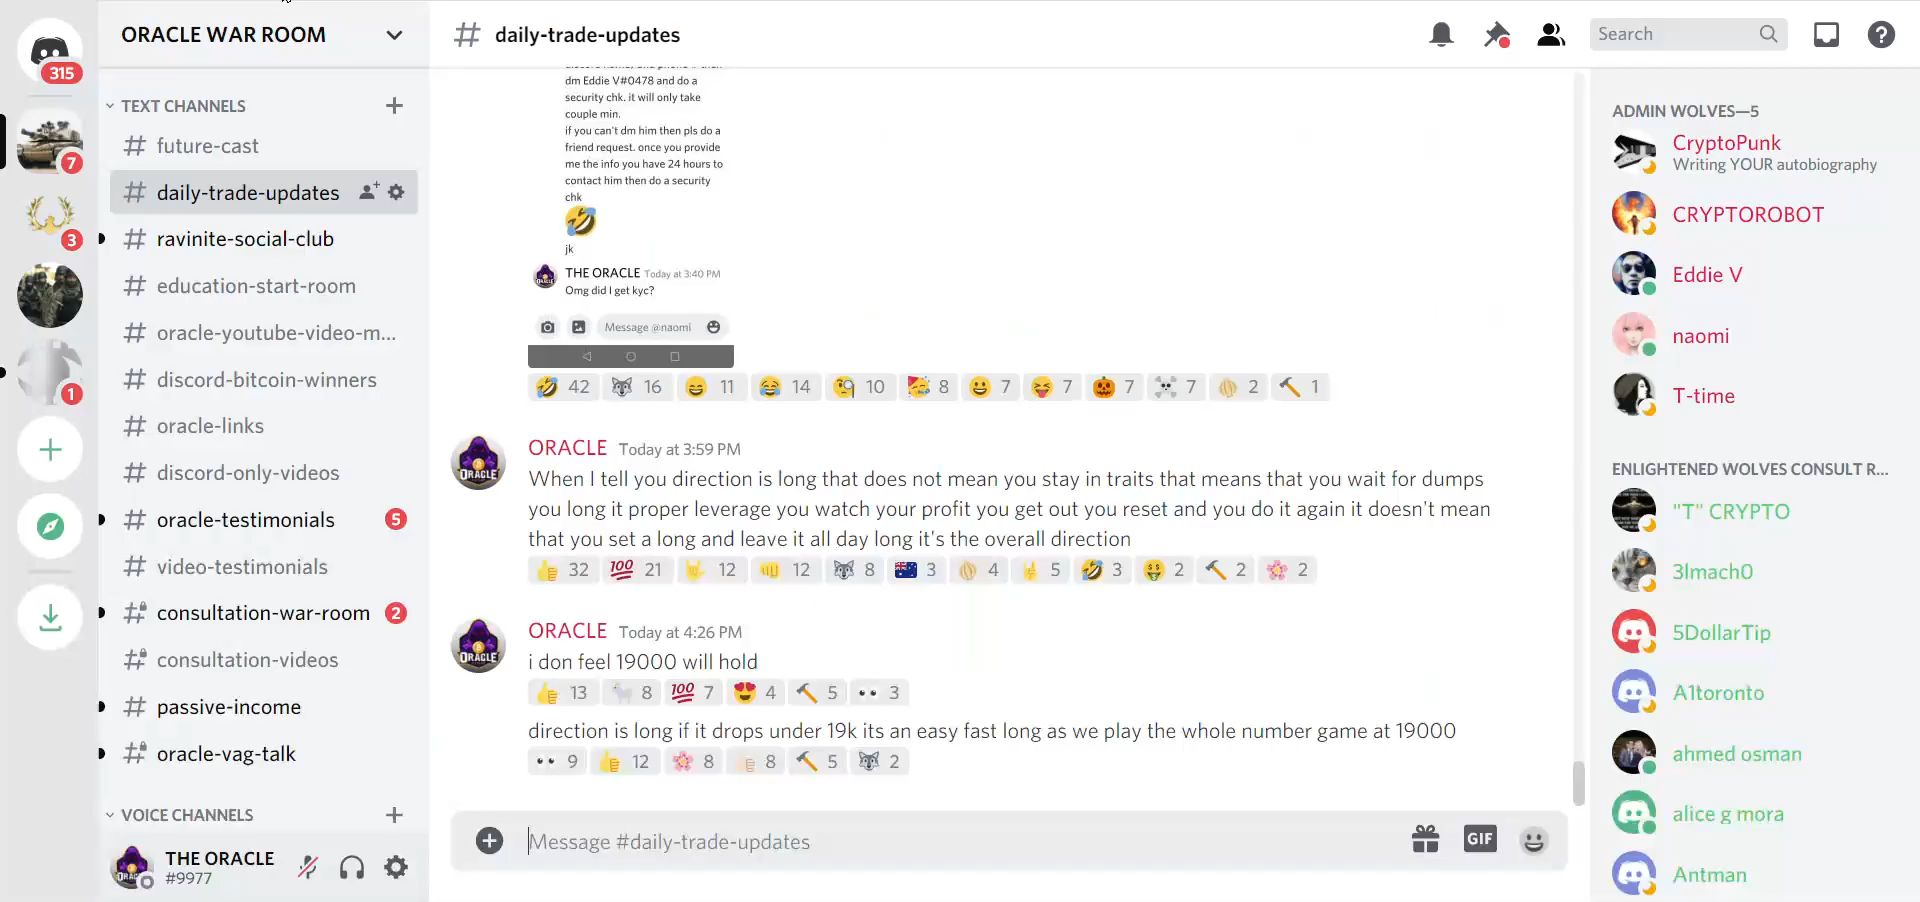 ORACLE WAR ROOM
315
7
3
1
TEXT CHANNELS
# future-cast
# daily-trade-updates
# ravinite-social-club
# education-start-room
# oracle-youtube-video-m...
# discord-bitcoin-winners
# oracle-links
# discord-only-videos
# oracle-testimonials 5
# video-testimonials
# consultation-war-room 2
# consultation-videos
# passive-income
# oracle-vag-talk
VOICE CHANNELS
THE ORACLE
#9977
# daily-trade-updates
Search
dm Eddie V#0478 and do a
security chk. it will only take
couple min.
if you can't dm him then pls do a
friend request. once you provide
me the info you have 24 hours to
contact him then do a security
chk
jk
THE ORACLE Today at 3:40 PM
Omg did I get kyc?
Message @naomi
42 16 11 14 10 8 7 7 7 7 2 1
ORACLE Today at 3:59 PM
When I tell you direction is long that does not mean you stay in traits that means that you wait for dumps
you long it proper leverage you watch your profit you get out you reset and you do it again it doesn't mean
that you set a long and leave it all day long it's the overall direction
32 100 21 12 12 8 3 4 5 3 2 2 2
ORACLE Today at 4:26 PM
i don feel 19000 will hold
13 8 100 7 4 5 3
direction is long if it drops under 19k its an easy fast long as we play the whole number game at 19000
9 12 8 8 5 2
Message #daily-trade-updates
GIF
ADMIN WOLVES—5
CryptoPunk
Writing YOUR autobiography
CRYPTOROBOT
Eddie V
naomi
T-time
ENLIGHTENED WOLVES CONSULT R...
"T" CRYPTO
3lmach0
5DollarTip
A1toronto
ahmed osman
alice g mora
Antman